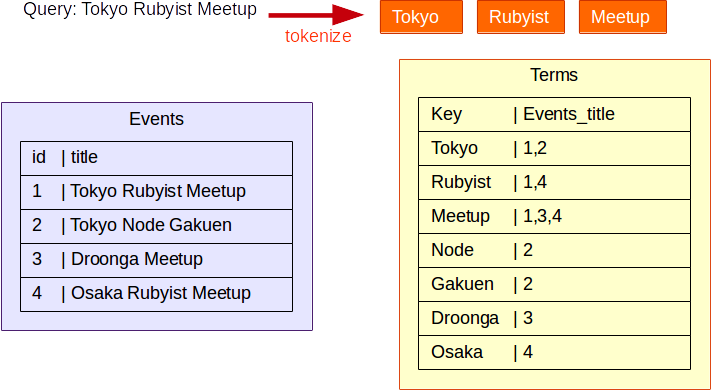 Query: Tokyo Rubyist Meetup
tokenize
Tokyo Rubyist Meetup
Events
id | title
1 | Tokyo Rubyist Meetup
2 | Tokyo Node Gakuen
3 | Droonga Meetup
4 | Osaka Rubyist Meetup
Terms
Key | Events_title
Tokyo | 1,2
Rubyist | 1,4
Meetup | 1,3,4
Node | 2
Gakuen | 2
Droonga | 3
Osaka | 4